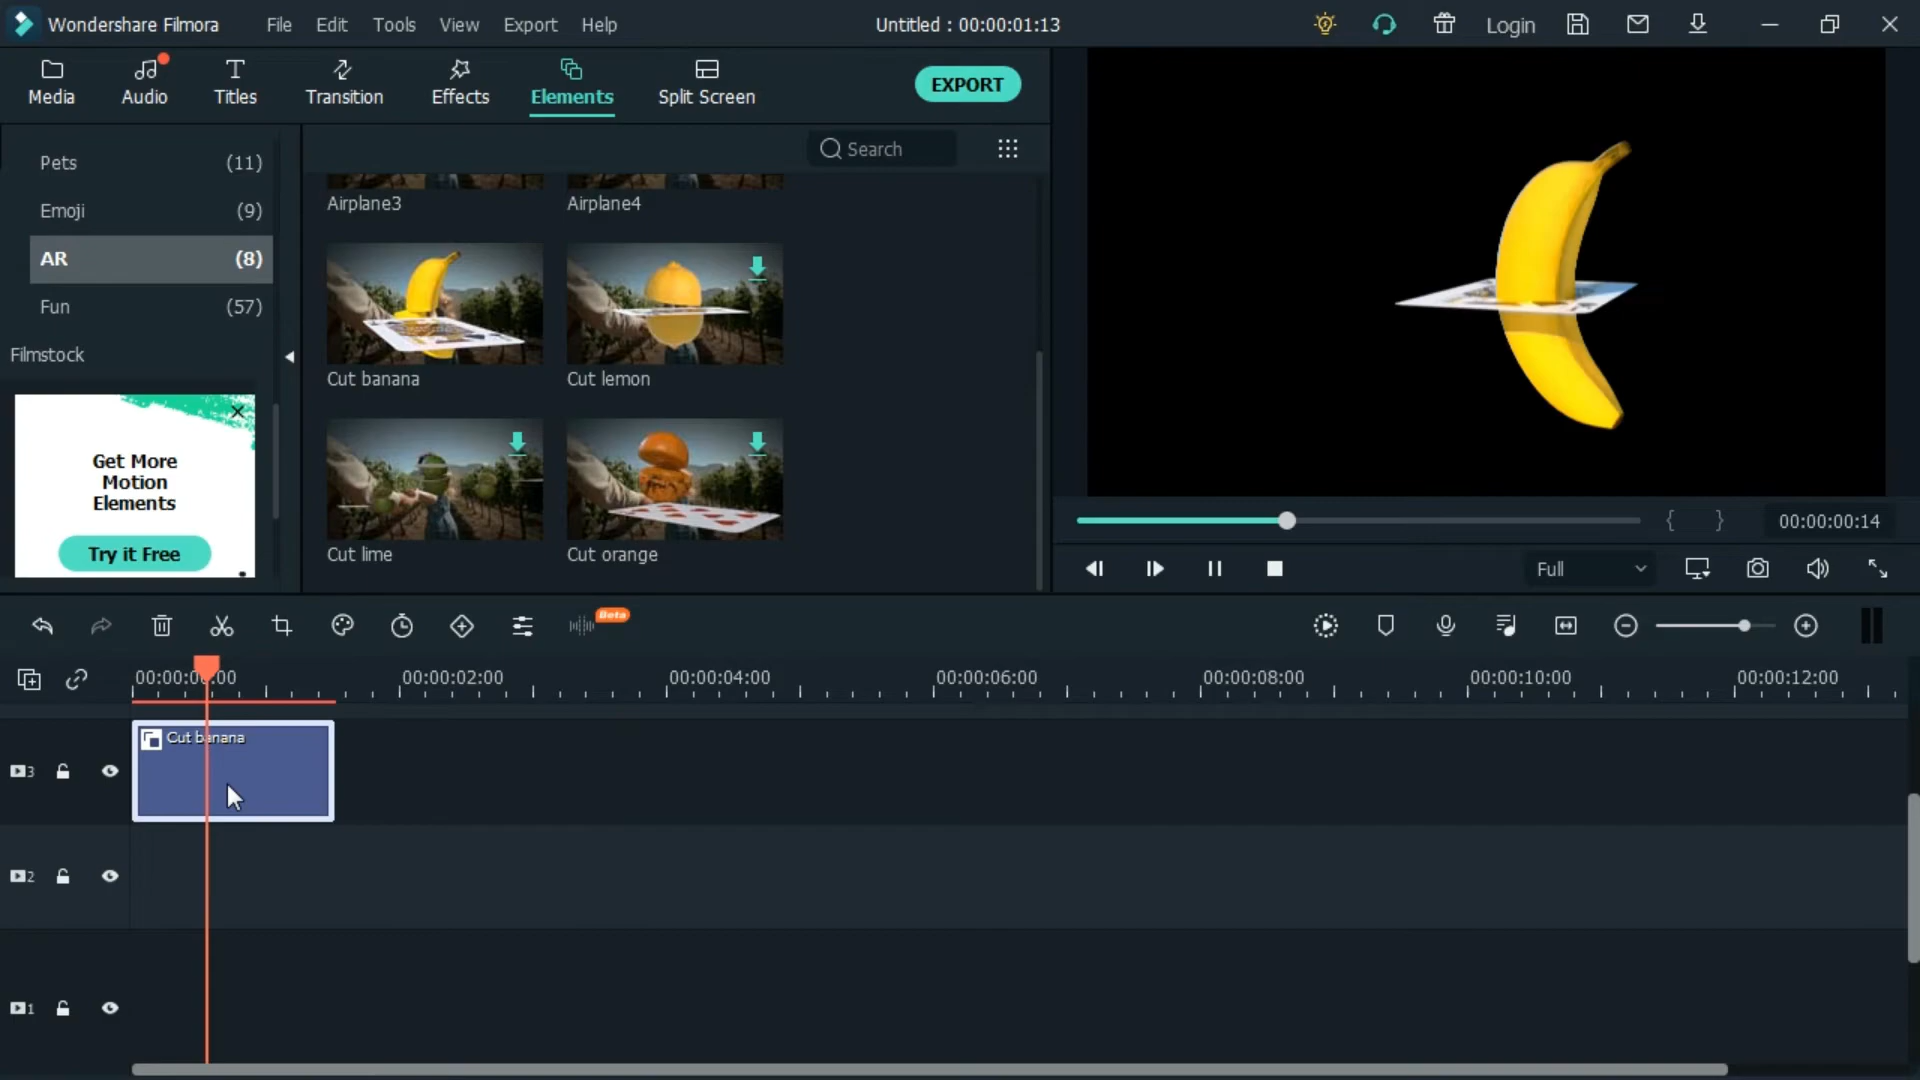 Wondershare Filmora
File
Edit
Tools
View
Export
Help
Untitled : 00:00:01:13
Login
Media
Audio
Titles
Transition
Effects
Elements
Split Screen
EXPORT
Pets (11)
Emoji (9)
AR (8)
Fun (57)
Filmstock
Get More
Motion
Elements
Try it Free
Search
Airplane3
Airplane4
Cut banana
Cut lemon
Cut lime
Cut orange
{ }
00:00:00:14
Full
Beta
00:00:00:00
00:00:02:00
00:00:04:00
00:00:06:00
00:00:08:00
00:00:10:00
00:00:12:00
Cut banana
3
2
1